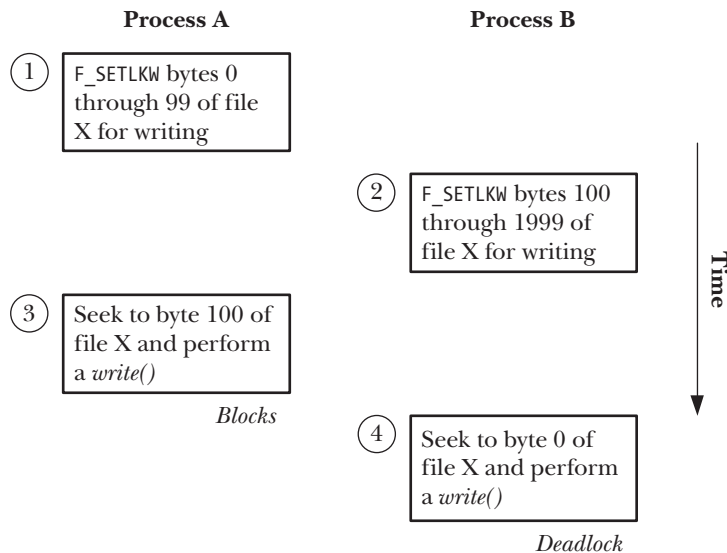 Process A
Process B
1
F_SETLKW bytes 0
through 99 of file
X for writing
2
F_SETLKW bytes 100
through 1999 of
file X for writing
Time
3
Seek to byte 100 of
file X and perform
a write()
Blocks
4
Seek to byte 0 of
file X and perform
a write()
Deadlock